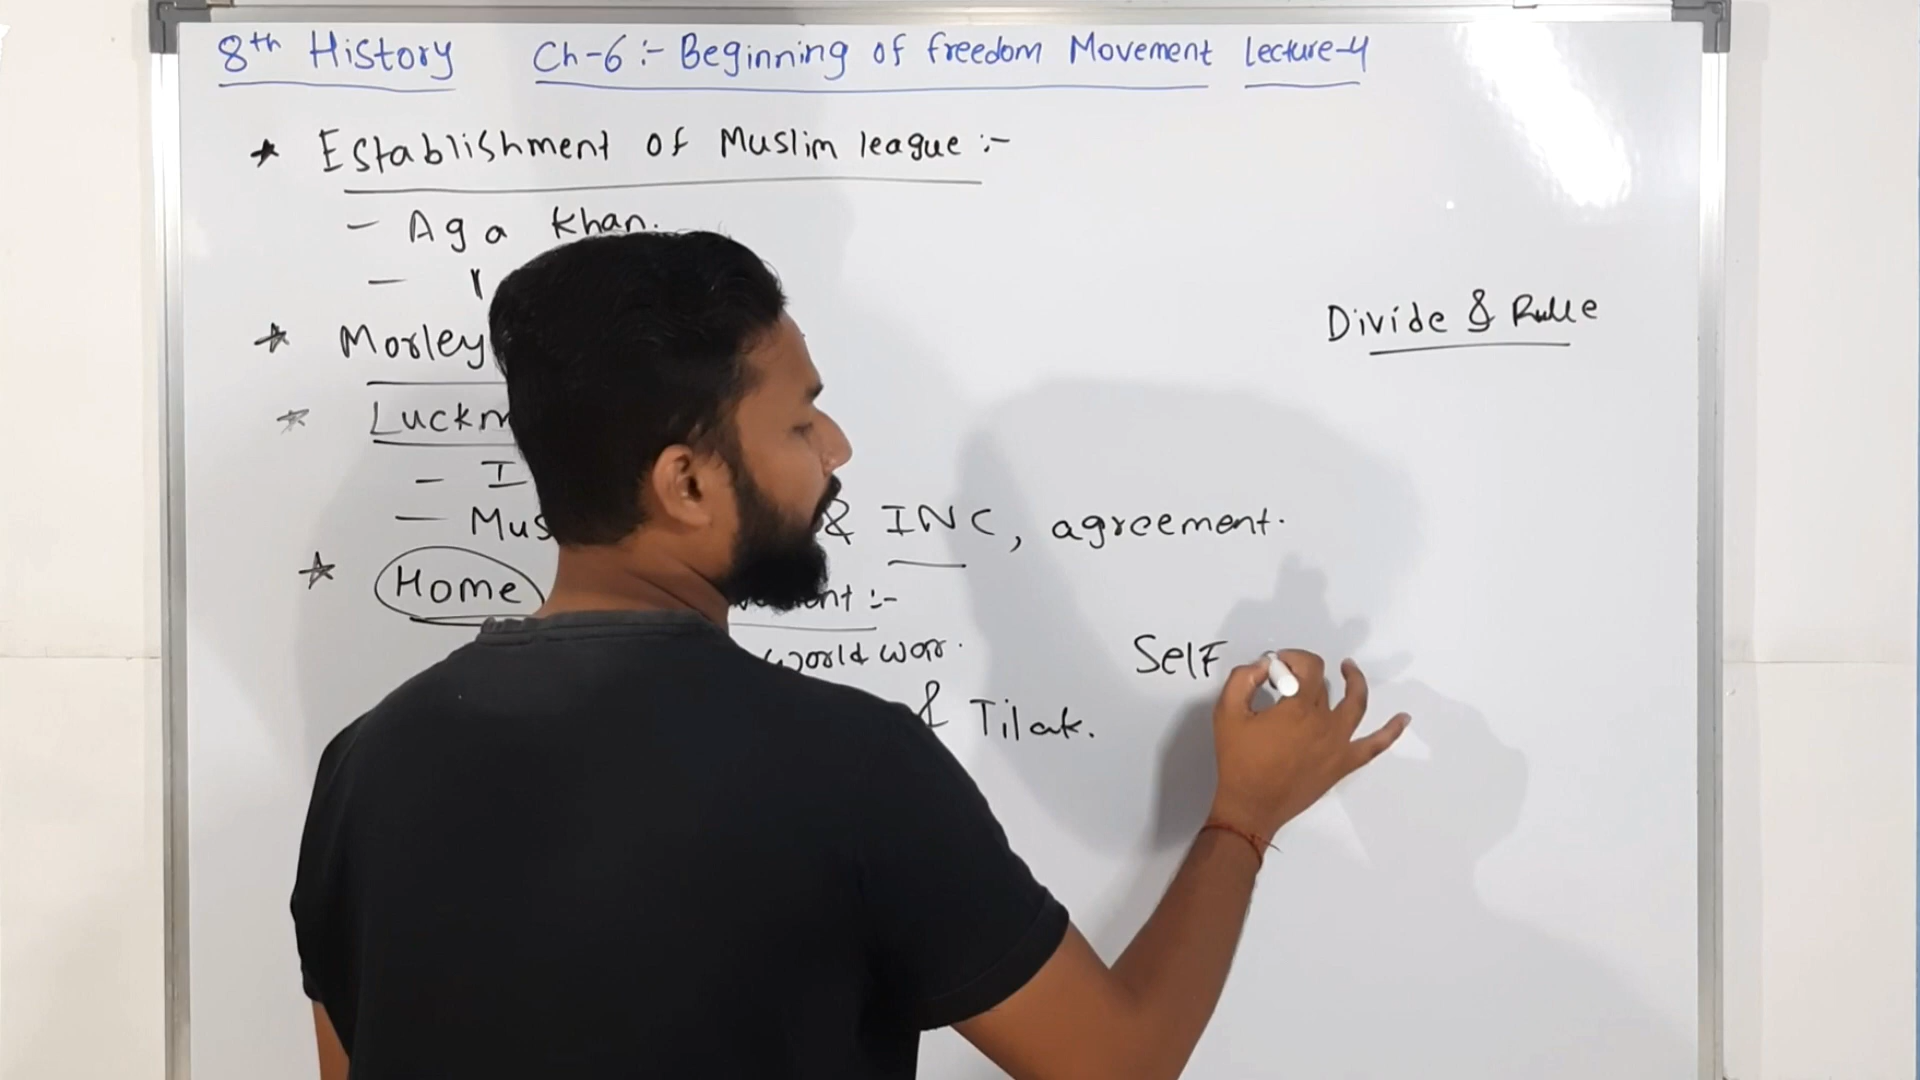 8th History Ch-6:- Beginning of freedom Movement Lecture-4
* Establishment of Muslim league :-
- Aga Khan.
-
Divide & Rule
* Morley
* Luckn
- I
- Mus & INC, agreement.
* Home :-
world war.
Self
& Tilak.